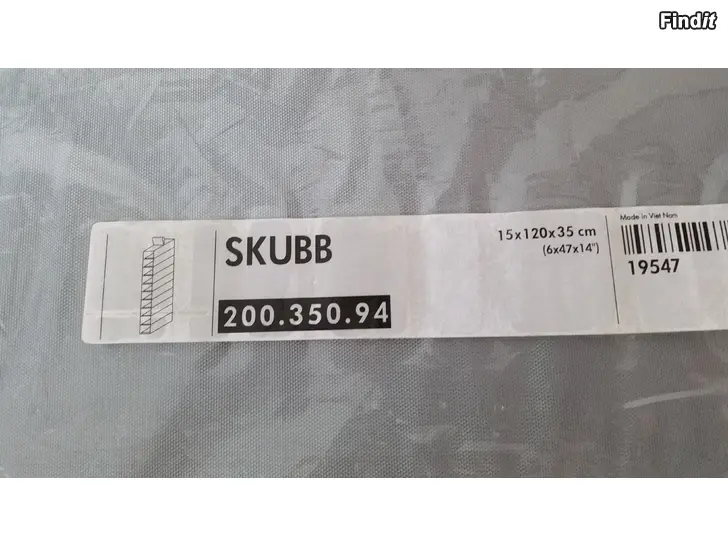 Findit
SKUBB
200.350.94
15x120x35 cm
(6x47x14")
Made in Viet Nam
19547